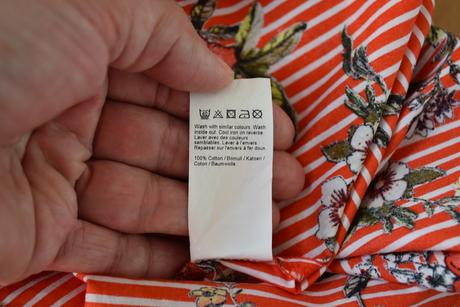 Wash with similar colours. Wash
inside out. Cool iron on reverse.
Laver avec des couleurs
semblables. Laver à l'envers.
Repasser sur l'envers à fer doux.
100% Cotton / Bomull / Katoen /
Coton / Baumwolle.